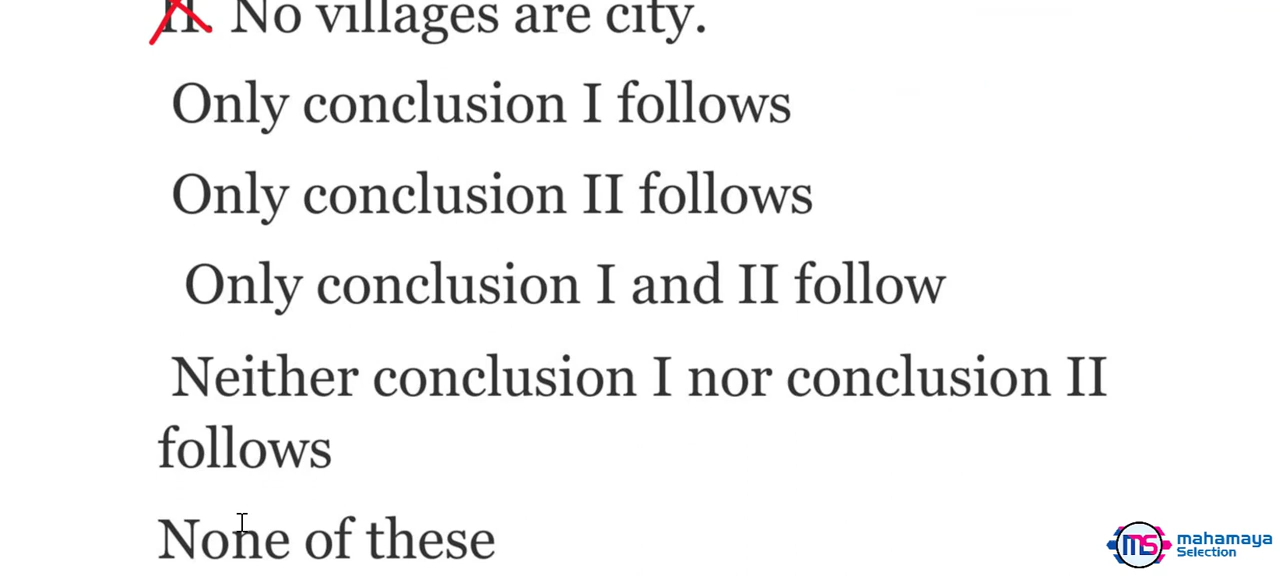 II. No villages are city.
Only conclusion I follows
Only conclusion II follows
Only conclusion I and II follow
Neither conclusion I nor conclusion II
follows
None of these
ms mahamaya
Selection